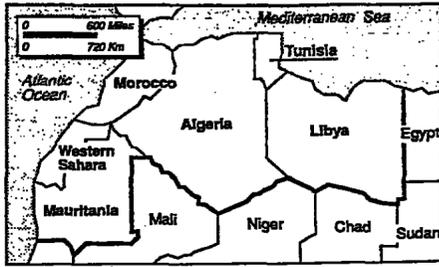 0 600 Miles
0 720 Km
Mediterranean Sea
Tunisia
Atlantic
Ocean
Morocco
Algeria
Libya
Egypt
Western
Sahara
Mauritania
Mali
Niger
Chad
Sudan